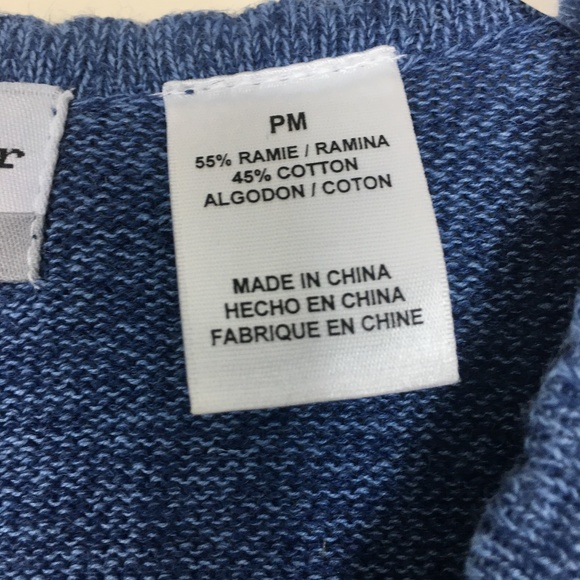 PM
55% RAMIE / RAMINA
45% COTTON
ALGODON / COTON
MADE IN CHINA
HECHO EN CHINA
FABRIQUE EN CHINE